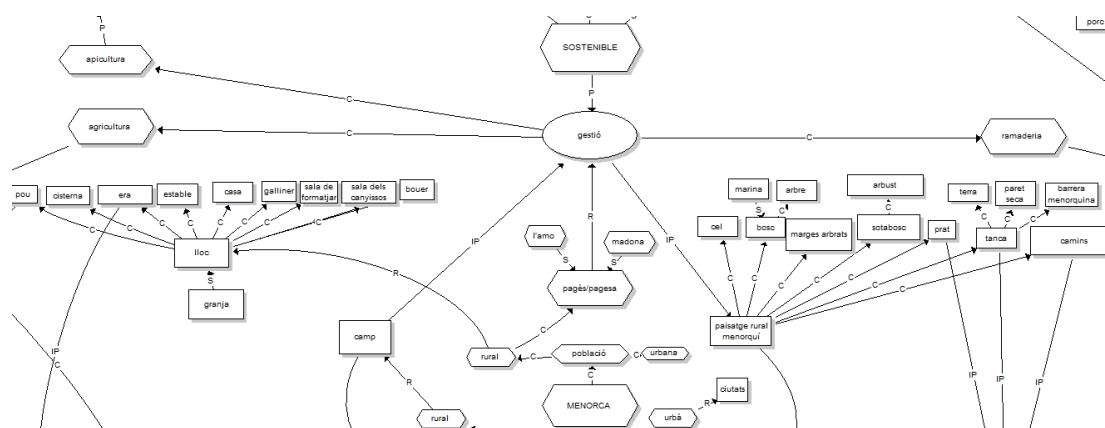 P
C
S
porc
SOSTENIBLE
P
apicultura
C
agricultura
C
gestió
C
ramaderia
pou
cisterna
era
estable
casa
galliner
sala de
formatjar
sala dels
canyissos
bouer
C
C
C
C
C
C
C
C
lloc
S
granja
R
IP
R
l'amo
madona
S
S
pagès/pagesa
IP
marina
arbre
S
C
cel
bosc
marges arbrats
arbust
C
sotabosc
prat
terra
paret
seca
barrera
menorquina
C
C
C
tanca
camins
C
C
C
C
C
C
C
paisatge rural
menorquí
camp
C
rural
C
població
C
urbana
C
MENORCA
R
rural
ciutats
R
urbà
IP
C
IP
IP
IP